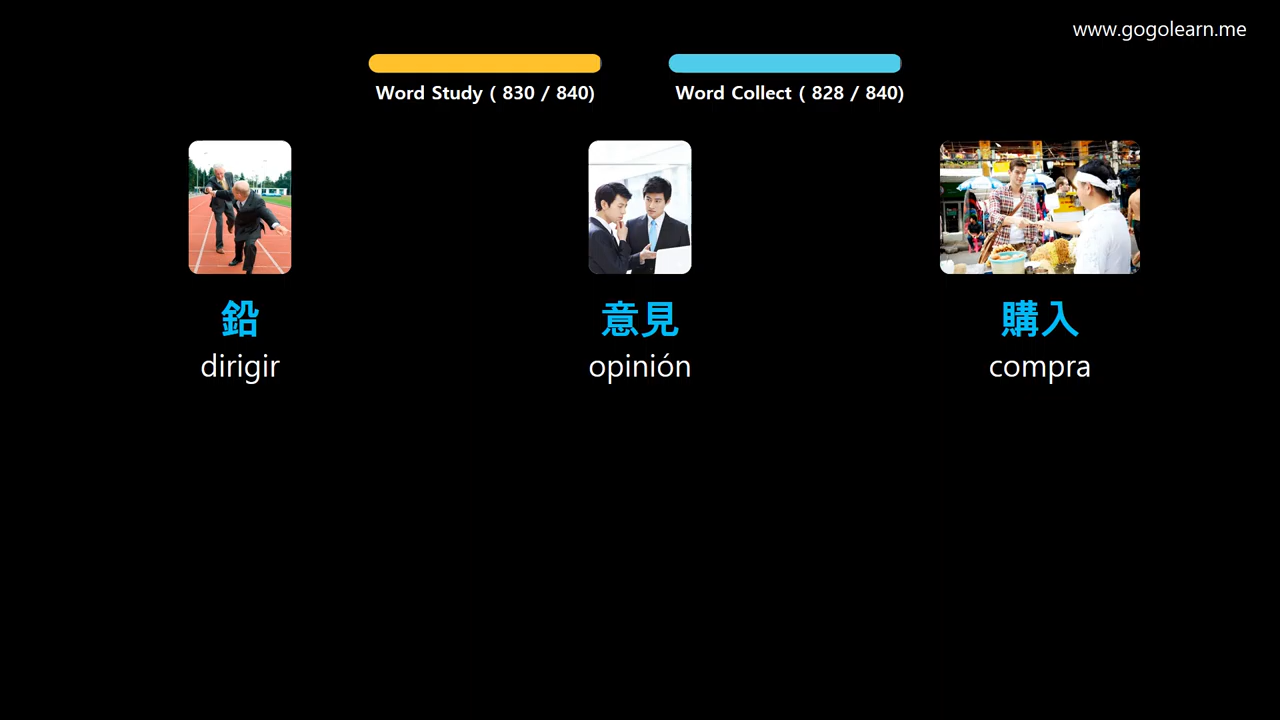 www.gogolearn.me
Word Study ( 830 / 840)
Word Collect ( 828 / 840)
鉛
dirigir
意見
opinión
購入
compra